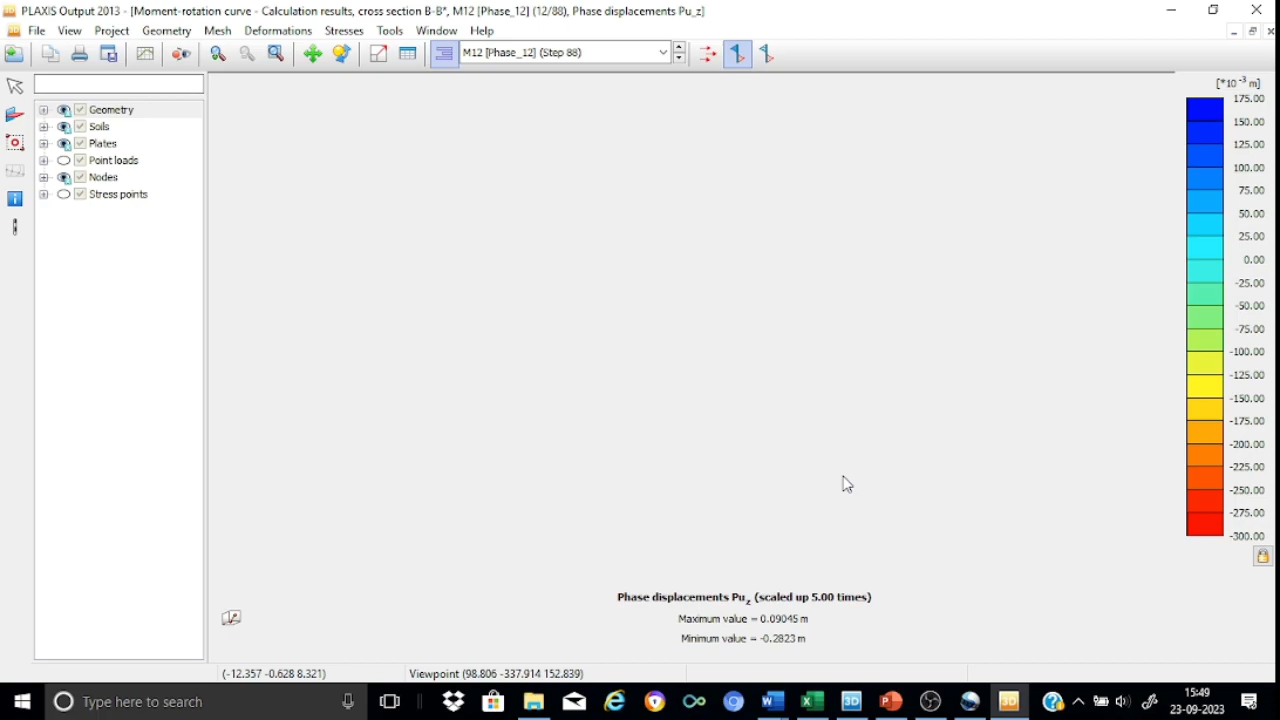 PLAXIS Output 2013 - [Moment-rotation curve - Calculation results, cross section B-B*, M12 [Phase_12] (12/88), Phase displacements Pu_z]
File View Project Geometry Mesh Deformations Stresses Tools Window Help
M12 [Phase_12] (Step 88)
[*10 -3 m]
Geometry
Soils
Plates
Point loads
Nodes
Stress points
175.00
150.00
125.00
100.00
75.00
50.00
25.00
0.00
-25.00
-50.00
-75.00
-100.00
-125.00
-150.00
-175.00
-200.00
-225.00
-250.00
-275.00
-300.00
Phase displacements Puz (scaled up 5.00 times)
Maximum value = 0.09045 m
Minimum value = -0.2823 m
(-12.357 -0.628 8.321) Viewpoint (98.806 -337.914 152.839)
Type here to search
15:49
23-09-2023